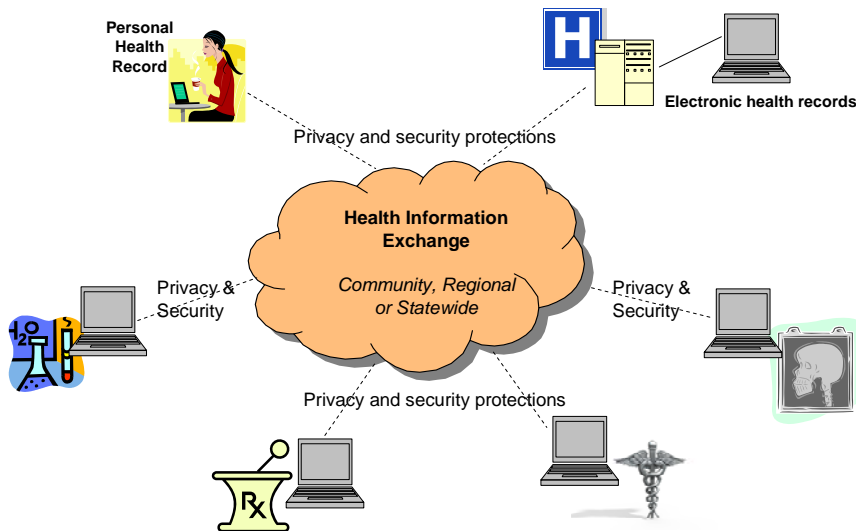 Personal
Health
Record
H
Electronic health records
Privacy and security protections
Health Information
Exchange
Community, Regional
or Statewide
Privacy &
Security
Privacy &
Security
H2O
Privacy and security protections
Rx